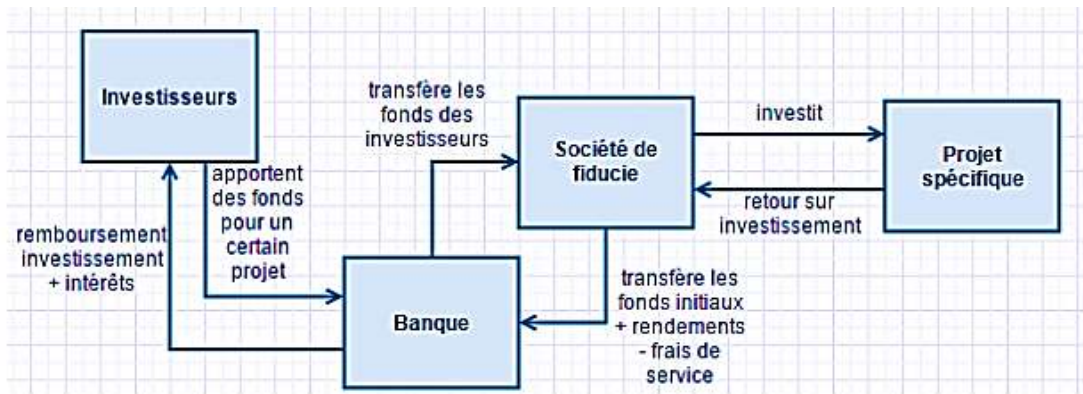 Investisseurs
transfère les
fonds des
investisseurs
Société de
fiducie
investit
Projet
spécifique
retour sur
investissement
apportent
des fonds
pour un
certain
projet
remboursement
investissement
+ intérêts
Banque
transfère les
fonds initiaux
+ rendements
- frais de
service